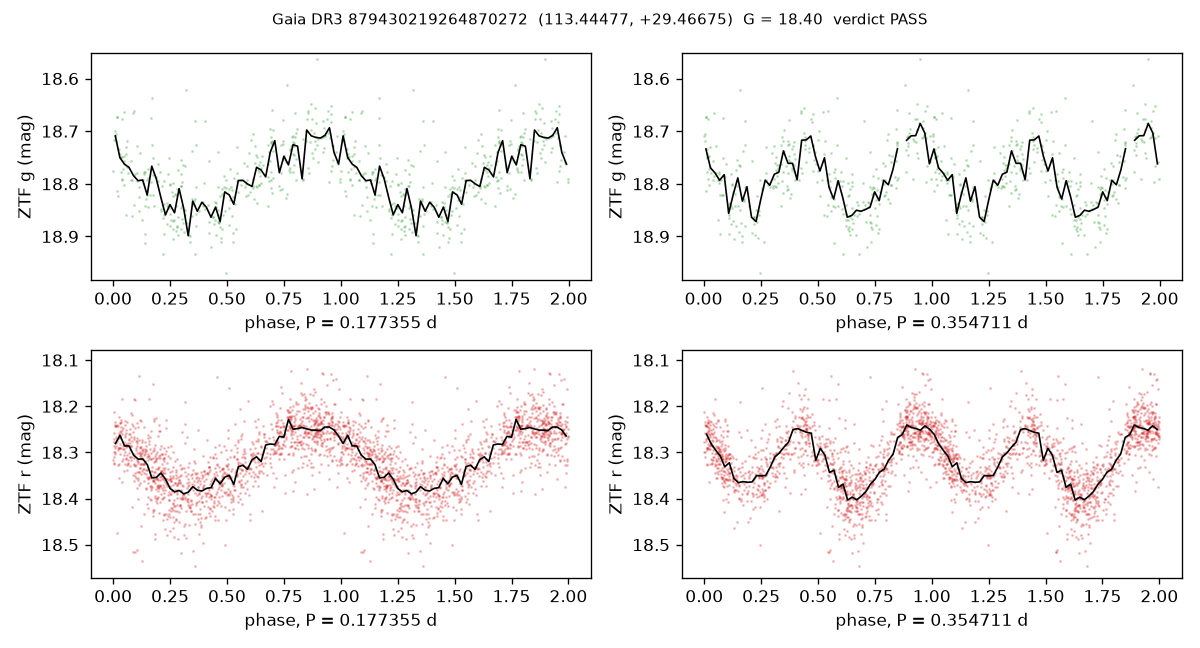 Gaia DR3 879430219264870272 (113.44477, +29.46675) G = 18.40 verdict PASS
ZTF g (mag)
18.6
18.7
18.8
18.9
0.00 0.25 0.50 0.75 1.00 1.25 1.50 1.75 2.00
phase, P = 0.177355 d
ZTF g (mag)
18.6
18.7
18.8
18.9
0.00 0.25 0.50 0.75 1.00 1.25 1.50 1.75 2.00
phase, P = 0.354711 d
ZTF r (mag)
18.1
18.2
18.3
18.4
18.5
0.00 0.25 0.50 0.75 1.00 1.25 1.50 1.75 2.00
phase, P = 0.177355 d
ZTF r (mag)
18.1
18.2
18.3
18.4
18.5
0.00 0.25 0.50 0.75 1.00 1.25 1.50 1.75 2.00
phase, P = 0.354711 d